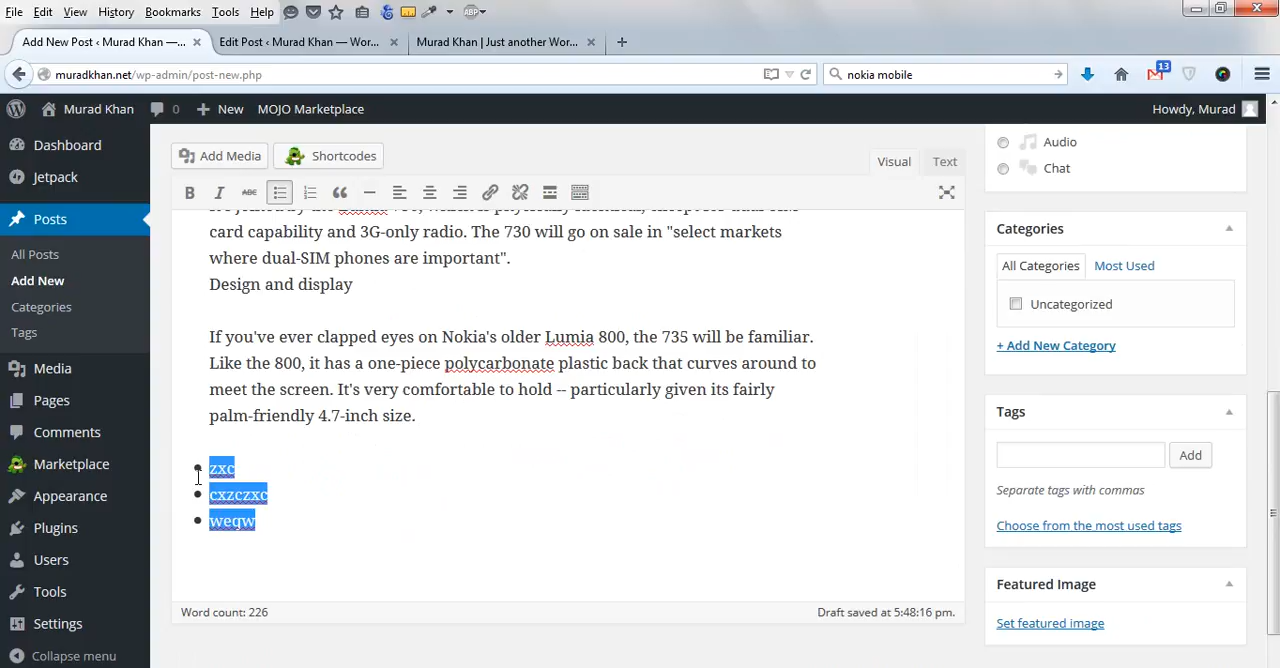 File Edit View History Bookmarks Tools Help ABP
Add New Post ‹ Murad Khan —... × Edit Post ‹ Murad Khan — Wor... × Murad Khan | Just another Wor... × +
muradkhan.net/wp-admin/post-new.php nokia mobile 13
Murad Khan 0 + New MOJO Marketplace Howdy, Murad
Dashboard
Jetpack
Posts
All Posts
Add New
Categories
Tags
Media
Pages
Comments
Marketplace
Appearance
Plugins
Users
Tools
Settings
Collapse menu
Add Media Shortcodes
Visual Text
B I ABC
card capability and 3G-only radio. The 730 will go on sale in "select markets
where dual-SIM phones are important".
Design and display
If you've ever clapped eyes on Nokia's older Lumia 800, the 735 will be familiar.
Like the 800, it has a one-piece polycarbonate plastic back that curves around to
meet the screen. It's very comfortable to hold -- particularly given its fairly
palm-friendly 4.7-inch size.
• zxc
• cxzczxc
• weqw
Word count: 226 Draft saved at 5:48:16 pm.
Audio
Chat
Categories
All Categories Most Used
Uncategorized
+ Add New Category
Tags
Add
Separate tags with commas
Choose from the most used tags
Featured Image
Set featured image